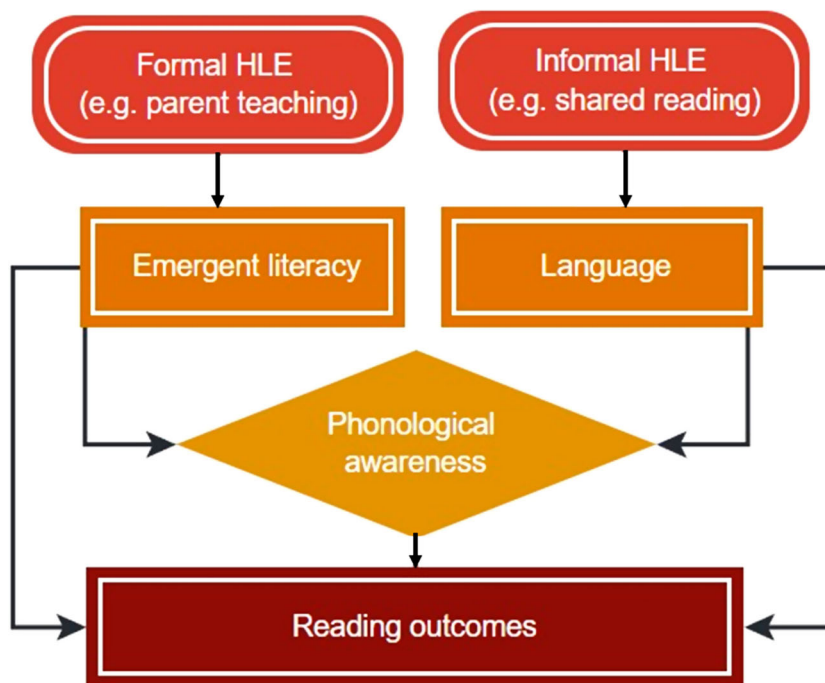 Formal HLE
(e.g. parent teaching)
Informal HLE
(e.g. shared reading)
Emergent literacy
Language
Phonological
awareness
Reading outcomes